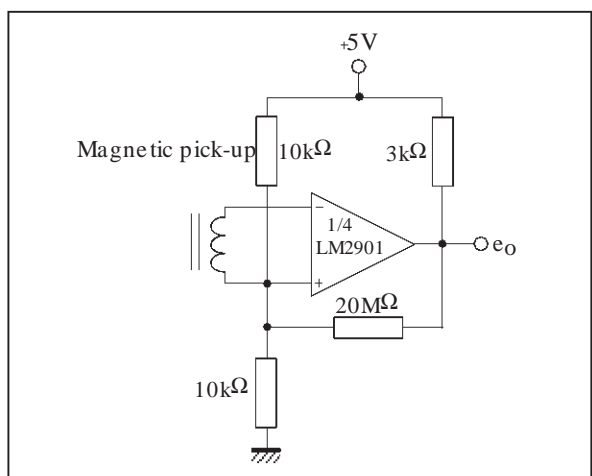 +5V
Magnetic pick-up
10kΩ
3kΩ
−
1/4
LM2901
+
eo
20MΩ
10kΩ